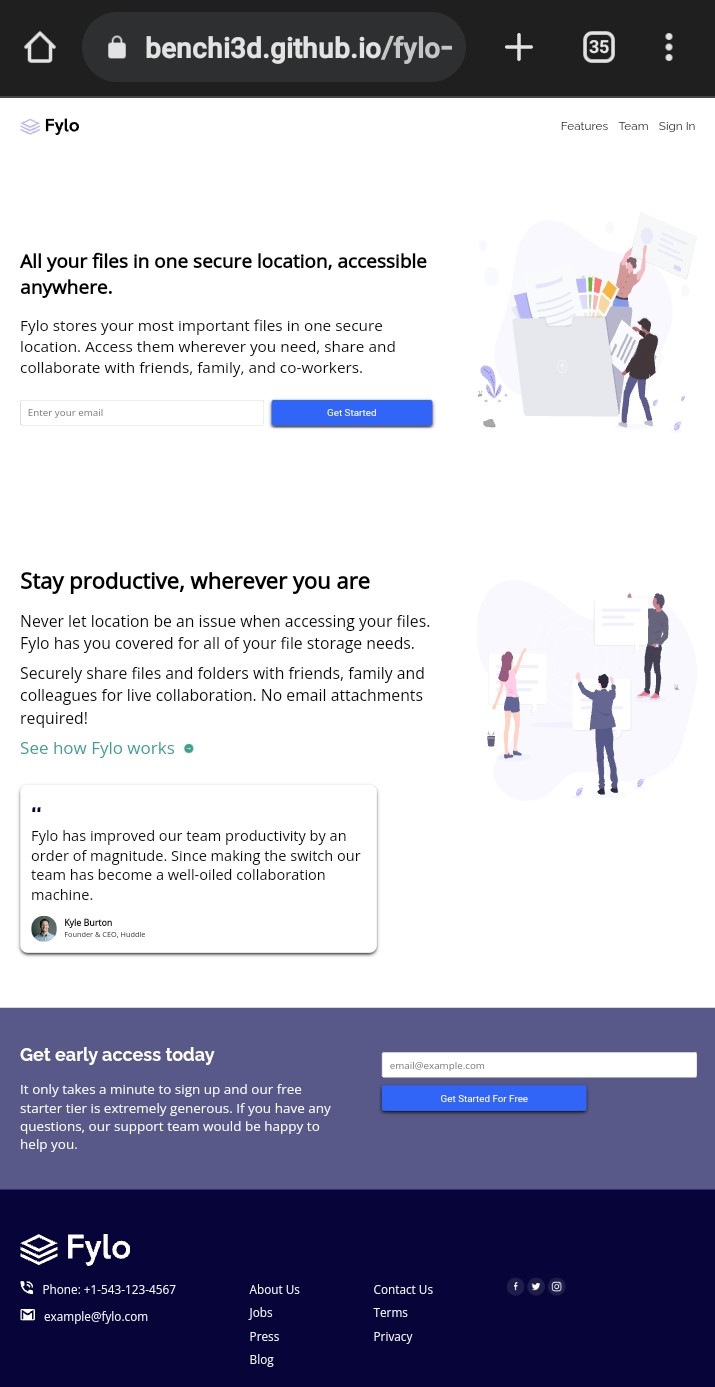 benchi3d.github.io/fylo-
35
Fylo
Features Team Sign In
All your files in one secure location, accessible
anywhere.
Fylo stores your most important files in one secure
location. Access them wherever you need, share and
collaborate with friends, family, and co-workers.
Enter your email
Get Started
Stay productive, wherever you are
Never let location be an issue when accessing your files.
Fylo has you covered for all of your file storage needs.
Securely share files and folders with friends, family and
colleagues for live collaboration. No email attachments
required!
See how Fylo works
“
Fylo has improved our team productivity by an
order of magnitude. Since making the switch our
team has become a well-oiled collaboration
machine.
Kyle Burton
Founder & CEO, Huddle
Get early access today
It only takes a minute to sign up and our free
starter tier is extremely generous. If you have any
questions, our support team would be happy to
help you.
email@example.com
Get Started For Free
Fylo
Phone: +1-543-123-4567
example@fylo.com
About Us
Jobs
Press
Blog
Contact Us
Terms
Privacy